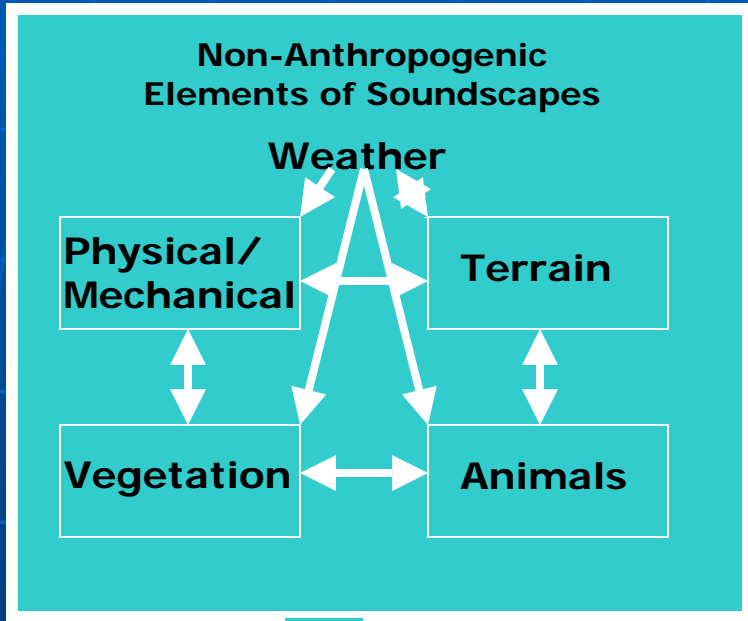 Non-Anthropogenic
Elements of Soundscapes
Weather
Physical/
Mechanical
Terrain
Vegetation
Animals